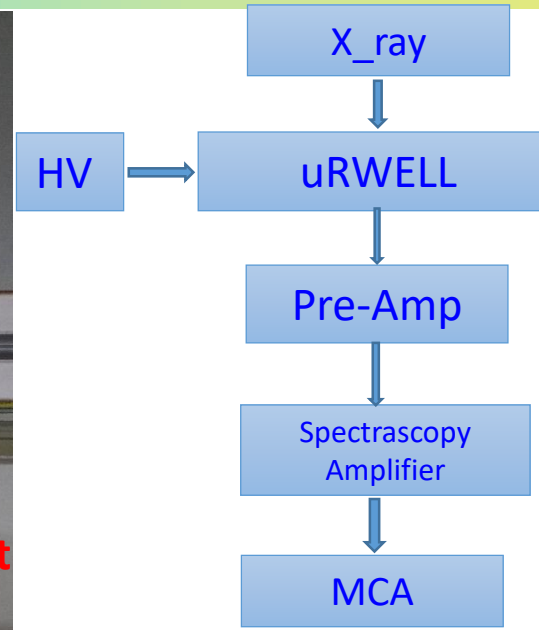 X_ray
HV
uRWELL
Pre-Amp
Spectrascopy
Amplifier
t
MCA